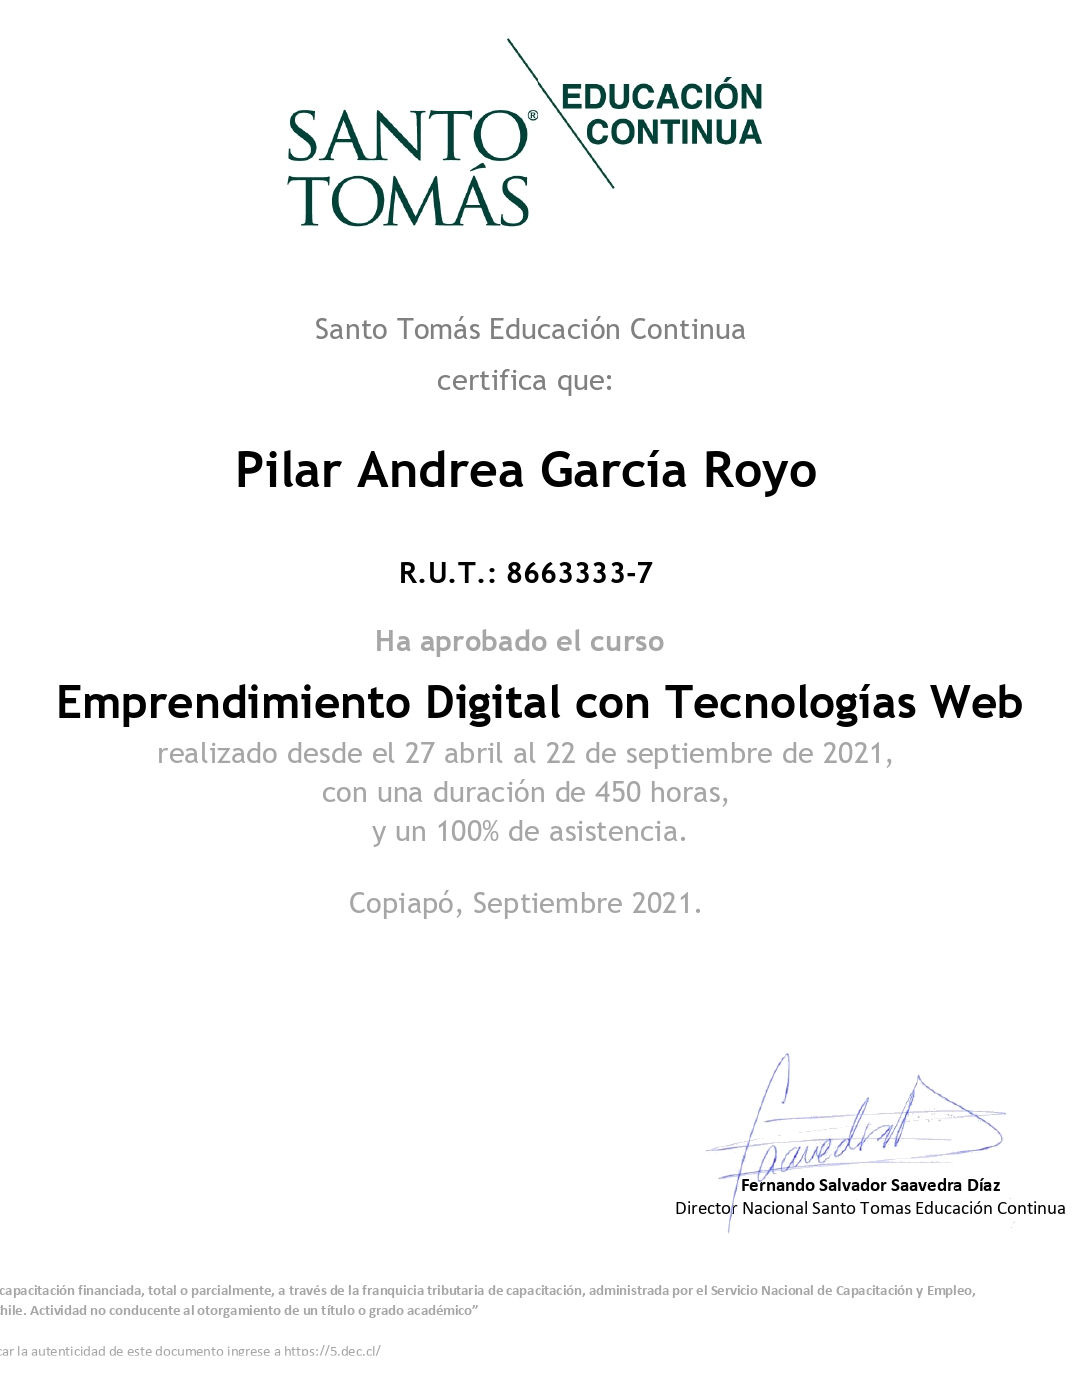 SANTO®
TOMÁS
EDUCACIÓN
CONTINUA
Santo Tomás Educación Continua
certifica que:
Pilar Andrea García Royo
R.U.T.: 8663333-7
Ha aprobado el curso
Emprendimiento Digital con Tecnologías Web
realizado desde el 27 abril al 22 de septiembre de 2021,
con una duración de 450 horas,
y un 100% de asistencia.
Copiapó, Septiembre 2021.
Saavedra
Fernando Salvador Saavedra Díaz
Director Nacional Santo Tomas Educación Continua
capacitación financiada, total o parcialmente, a través de la franquicia tributaria de capacitación, administrada por el Servicio Nacional de Capacitación y Empleo,
hile. Actividad no conducente al otorgamiento de un título o grado académico”
car la autenticidad de este documento ingrese a https://5.dec.cl/